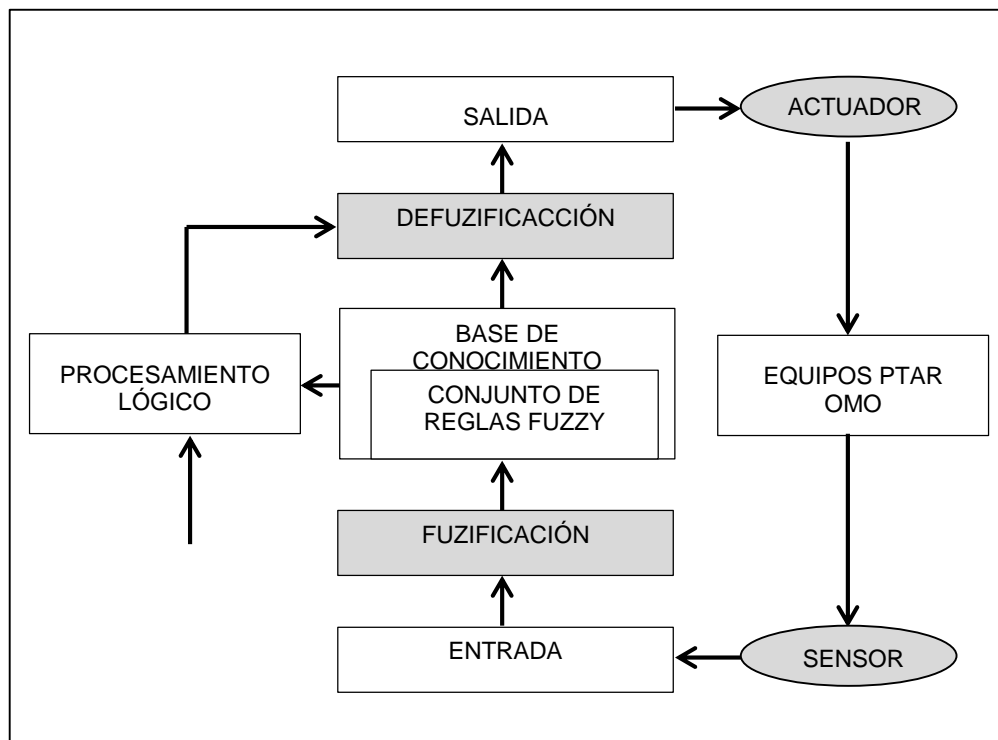 SALIDA
ACTUADOR
DEFUZIFICACCIÓN
BASE DE
CONOCIMIENTO
PROCESAMIENTO
LÓGICO
CONJUNTO DE
REGLAS FUZZY
EQUIPOS PTAR
OMO
FUZIFICACIÓN
ENTRADA
SENSOR